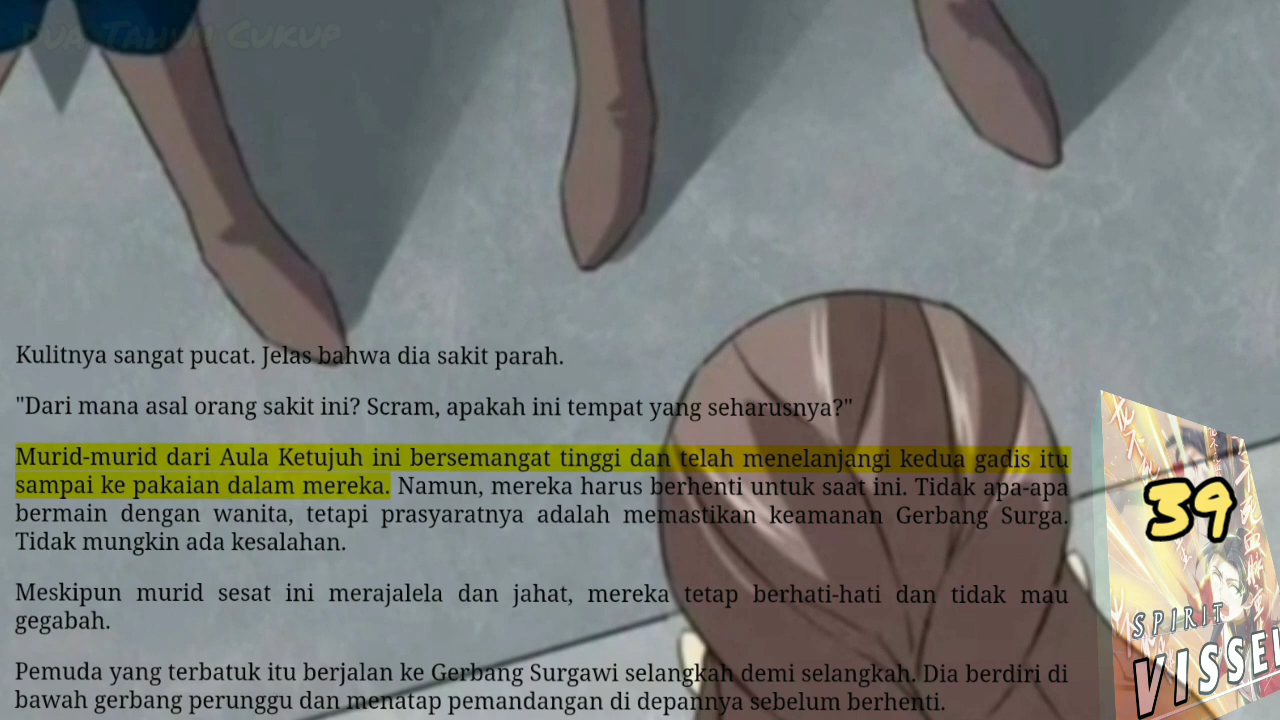 Dua Tahun Cukup
Kulitnya sangat pucat. Jelas bahwa dia sakit parah.
"Dari mana asal orang sakit ini? Scram, apakah ini tempat yang seharusnya?"
Murid-murid dari Aula Ketujuh ini bersemangat tinggi dan telah menelanjangi kedua gadis itu
sampai ke pakaian dalam mereka. Namun, mereka harus berhenti untuk saat ini. Tidak apa-apa
bermain dengan wanita, tetapi prasyaratnya adalah memastikan keamanan Gerbang Surga.
Tidak mungkin ada kesalahan.
Meskipun murid sesat ini merajalela dan jahat, mereka tetap berhati-hati dan tidak mau
gegabah.
Pemuda yang terbatuk itu berjalan ke Gerbang Surgawi selangkah demi selangkah. Dia berdiri di
bawah gerbang perunggu dan menatap pemandangan di depannya sebelum berhenti.
39
SPIRIT
VISSEL